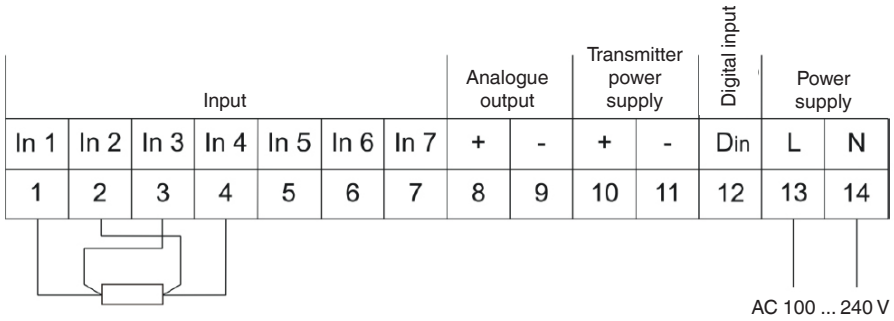 Input
Analogue
output
Transmitter
power
supply
Digital input
Power
supply
In 1 In 2 In 3 In 4 In 5 In 6 In 7 + - + - Din L N
1 2 3 4 5 6 7 8 9 10 11 12 13 14
AC 100 ... 240 V